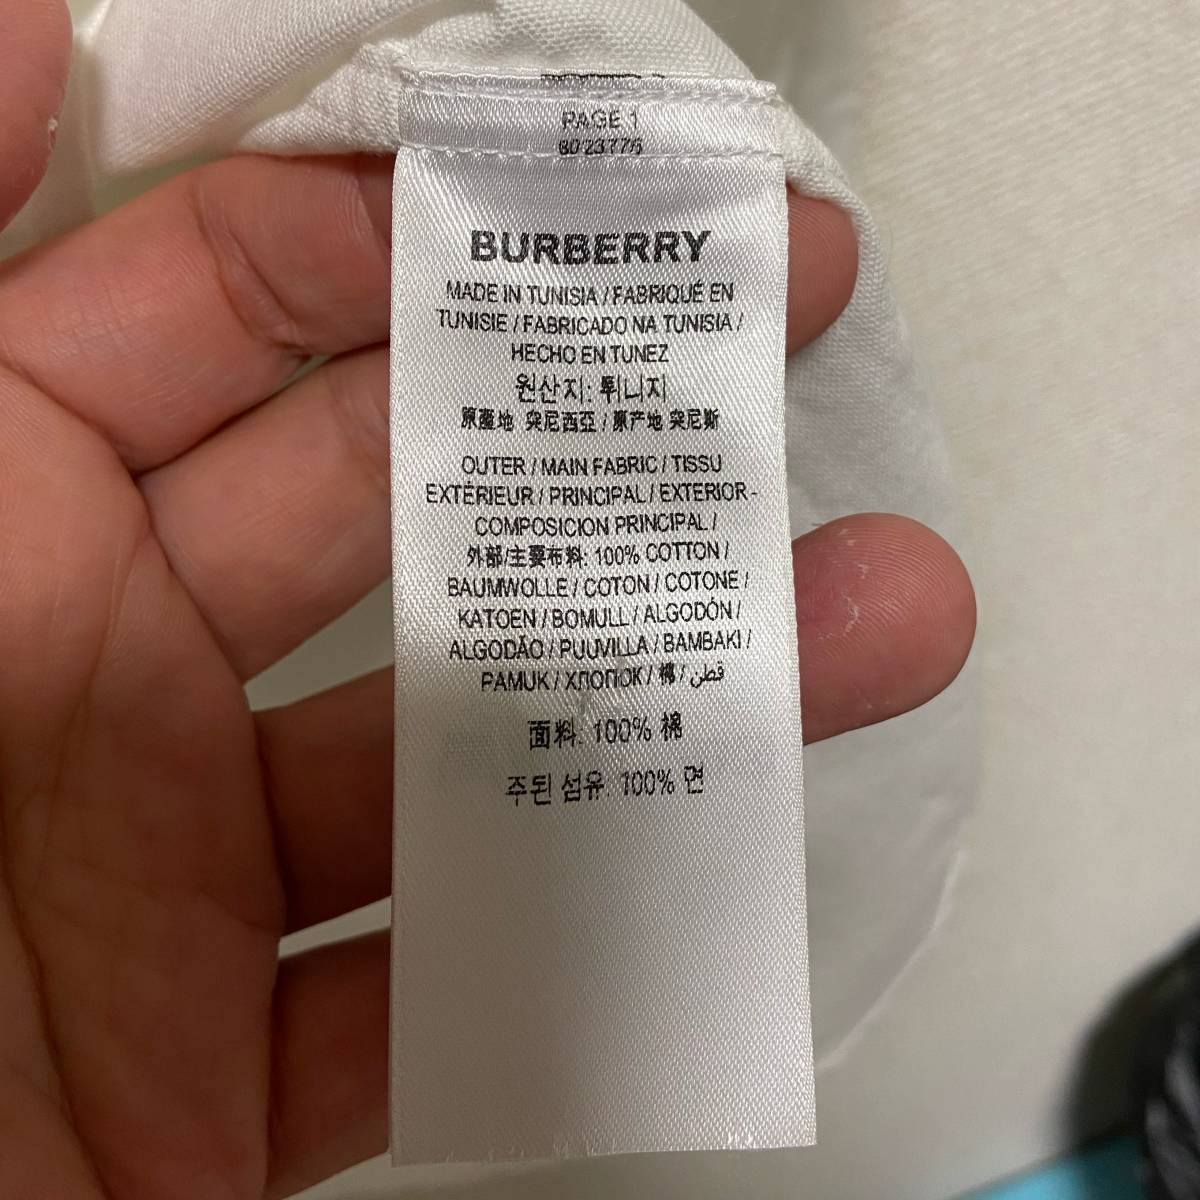 PAGE 1
8023776
BURBERRY
MADE IN TUNISIA / FABRIQUÉ EN
TUNISIE / FABRICADO NA TUNISIA /
HECHO EN TUNEZ
원산지: 튀니지
原產地 突尼西亞 / 原产地 突尼斯
OUTER / MAIN FABRIC / TISSU
EXTÉRIEUR / PRINCIPAL / EXTERIOR -
COMPOSICION PRINCIPAL /
外部/主要布料: 100% COTTON /
BAUMWOLLE / COTON / COTONE /
KATOEN / BOMULL / ALGODÓN /
ALGODÃO / PUUVILLA / BAMBAKI /
PAMUK / ХЛОПОК / 棉 / قطن
面料: 100% 棉
주된 섬유: 100% 면